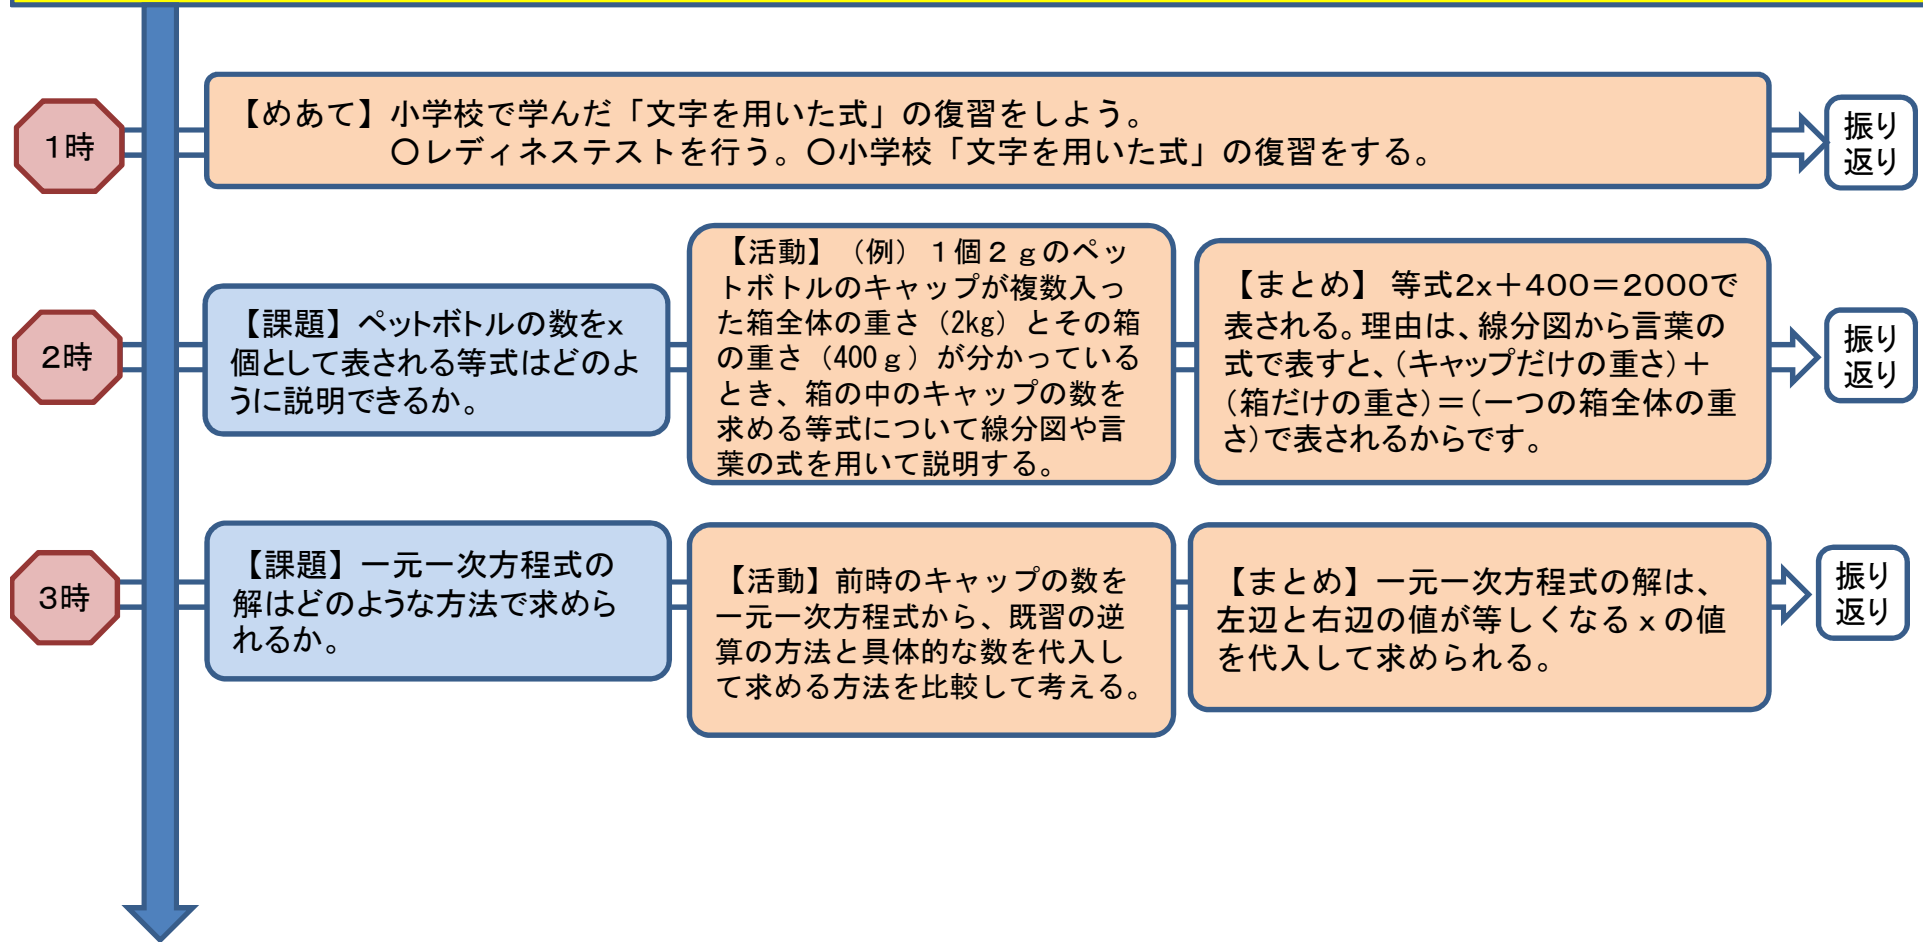 1時
【めあて】小学校で学んだ「文字を用いた式」の復習をしよう。
〇レディネステストを行う。〇小学校「文字を用いた式」の復習をする。
振り
返り
2時
【課題】ペットボトルの数をx
個として表される等式はどのよ
うに説明できるか。
【活動】（例）１個２ｇのペッ
トボトルのキャップが複数入っ
た箱全体の重さ（2kg）とその箱
の重さ（400ｇ）が分かっている
とき、箱の中のキャップの数を
求める等式について線分図や言
葉の式を用いて説明する。
【まとめ】 等式2x＋400＝2000で
表される。理由は、線分図から言葉の
式で表すと、（キャップだけの重さ）＋
（箱だけの重さ）＝（一つの箱全体の重
さ）で表されるからです。
振り
返り
3時
【課題】一元一次方程式の
解はどのような方法で求めら
れるか。
【活動】前時のキャップの数を
一元一次方程式から、既習の逆
算の方法と具体的な数を代入し
て求める方法を比較して考える。
【まとめ】一元一次方程式の解は、
左辺と右辺の値が等しくなるｘの値
を代入して求められる。
振り
返り